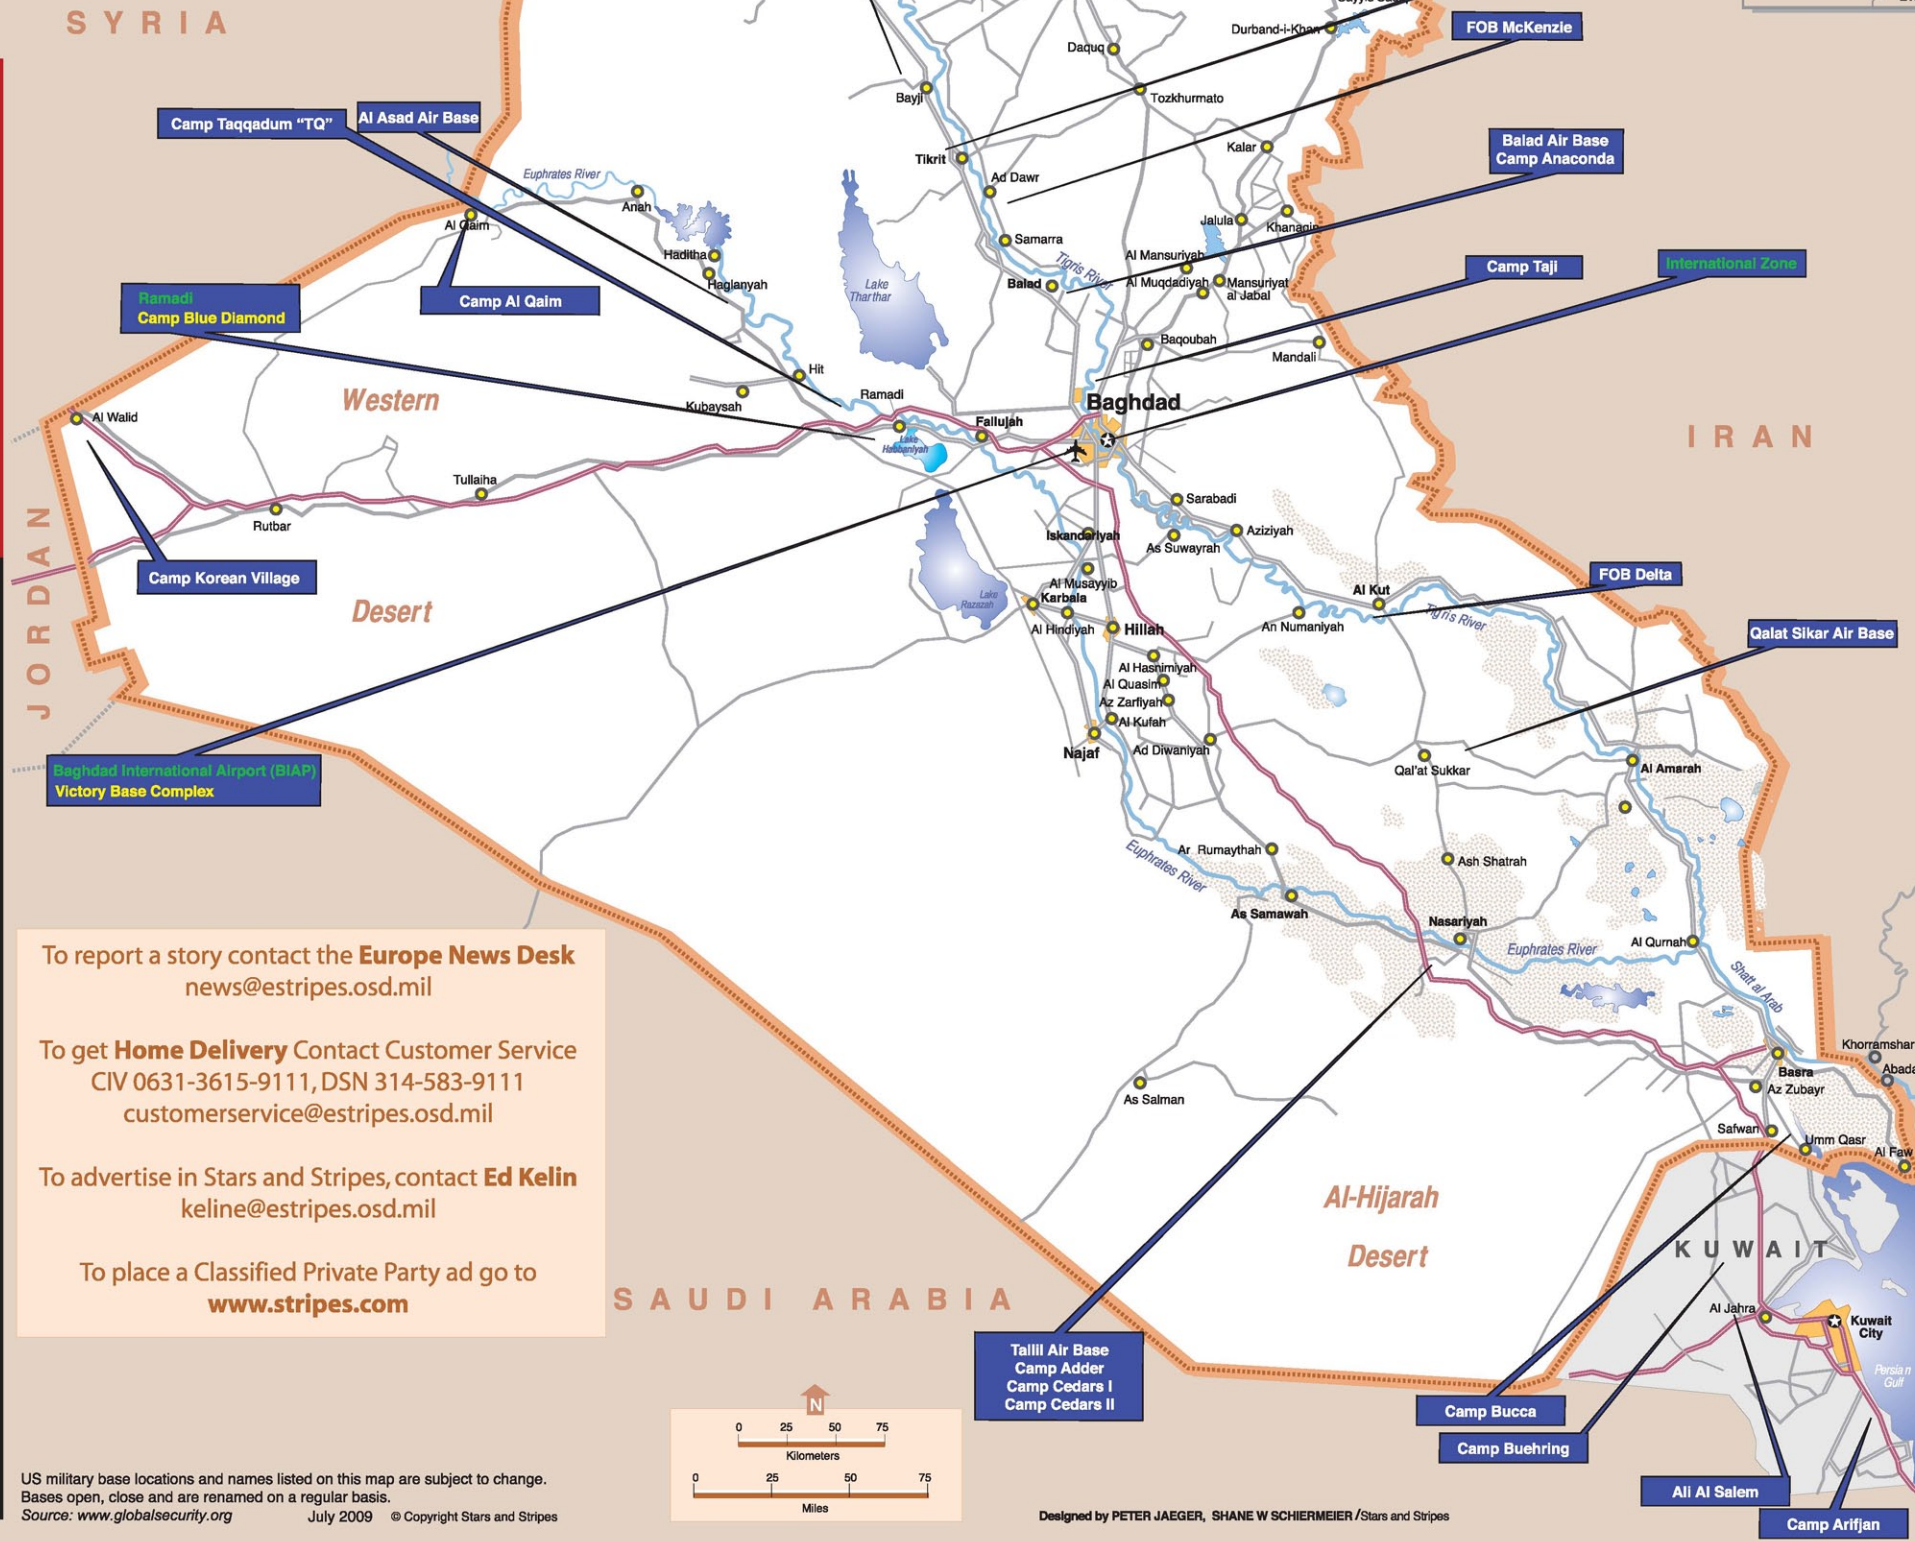 SYRIA
Durband-i-Khan
FOB McKenzie
Daquq
Bayji
Tozkhurmato
Camp Taqqadum “TQ”
Al Asad Air Base
Balad Air Base
Camp Anaconda
Kalar
Tikrit
Euphrates River
Ad Dawr
Anah
Al Qaim
Jalula
Khanaqin
Samarra
Haditha
Al Mansuriyah
Tigris River
Camp Taji
International Zone
Haqlanyah
Lake
Tharthar
Balad
Al Muqdadiyah
Mansuriyat
al Jabal
Ramadi
Camp Blue Diamond
Camp Al Qaim
Baqoubah
Mandali
Hit
Western
Kubaysah
Ramadi
Baghdad
Al Walid
Fallujah
IRAN
Lake
Habbaniyah
Tullaiha
Rutbar
Sarabadi
JORDAN
Iskandariyah
As Suwayrah
Aziziyah
Camp Korean Village
Al Musayyib
FOB Delta
Al Kut
Desert
Lake
Razazah
Karbala
Tigris River
Al Hindiyah
Hillah
An Numaniyah
Qalat Sikar Air Base
Al Hasnimiyah
Al Quasim
Az Zarfiyah
Al Kufah
Najaf
Ad Diwaniyah
Qal'at Sukkar
Al Amarah
Baghdad International Airport (BIAP)
Victory Base Complex
Euphrates River
Ar Rumaythah
Ash Shatrah
As Samawah
Nasariyah
Euphrates River
Al Qurnah
To report a story contact the Europe News Desk
news@estripes.osd.mil
Shatt al Arab
To get Home Delivery Contact Customer Service
CIV 0631-3615-9111, DSN 314-583-9111
customerservice@estripes.osd.mil
Khorramshar
Abada
Basra
Az Zubayr
As Salman
Safwan
Umm Qasr
Al Faw
To advertise in Stars and Stripes, contact Ed Kelin
keline@estripes.osd.mil
Al-Hijarah
Desert
KUWAIT
To place a Classified Private Party ad go to
www.stripes.com
SAUDI ARABIA
Al Jahra
Kuwait
City
Persian
Gulf
Tallil Air Base
Camp Adder
Camp Cedars I
Camp Cedars II
N
Camp Bucca
Camp Buehring
0 25 50 75
Kilometers
0 25 50 75
Miles
US military base locations and names listed on this map are subject to change.
Bases open, close and are renamed on a regular basis.
Source: www.globalsecurity.org July 2009 © Copyright Stars and Stripes
Designed by PETER JAEGER, SHANE W SCHIERMEIER /Stars and Stripes
Ali Al Salem
Camp Arifjan